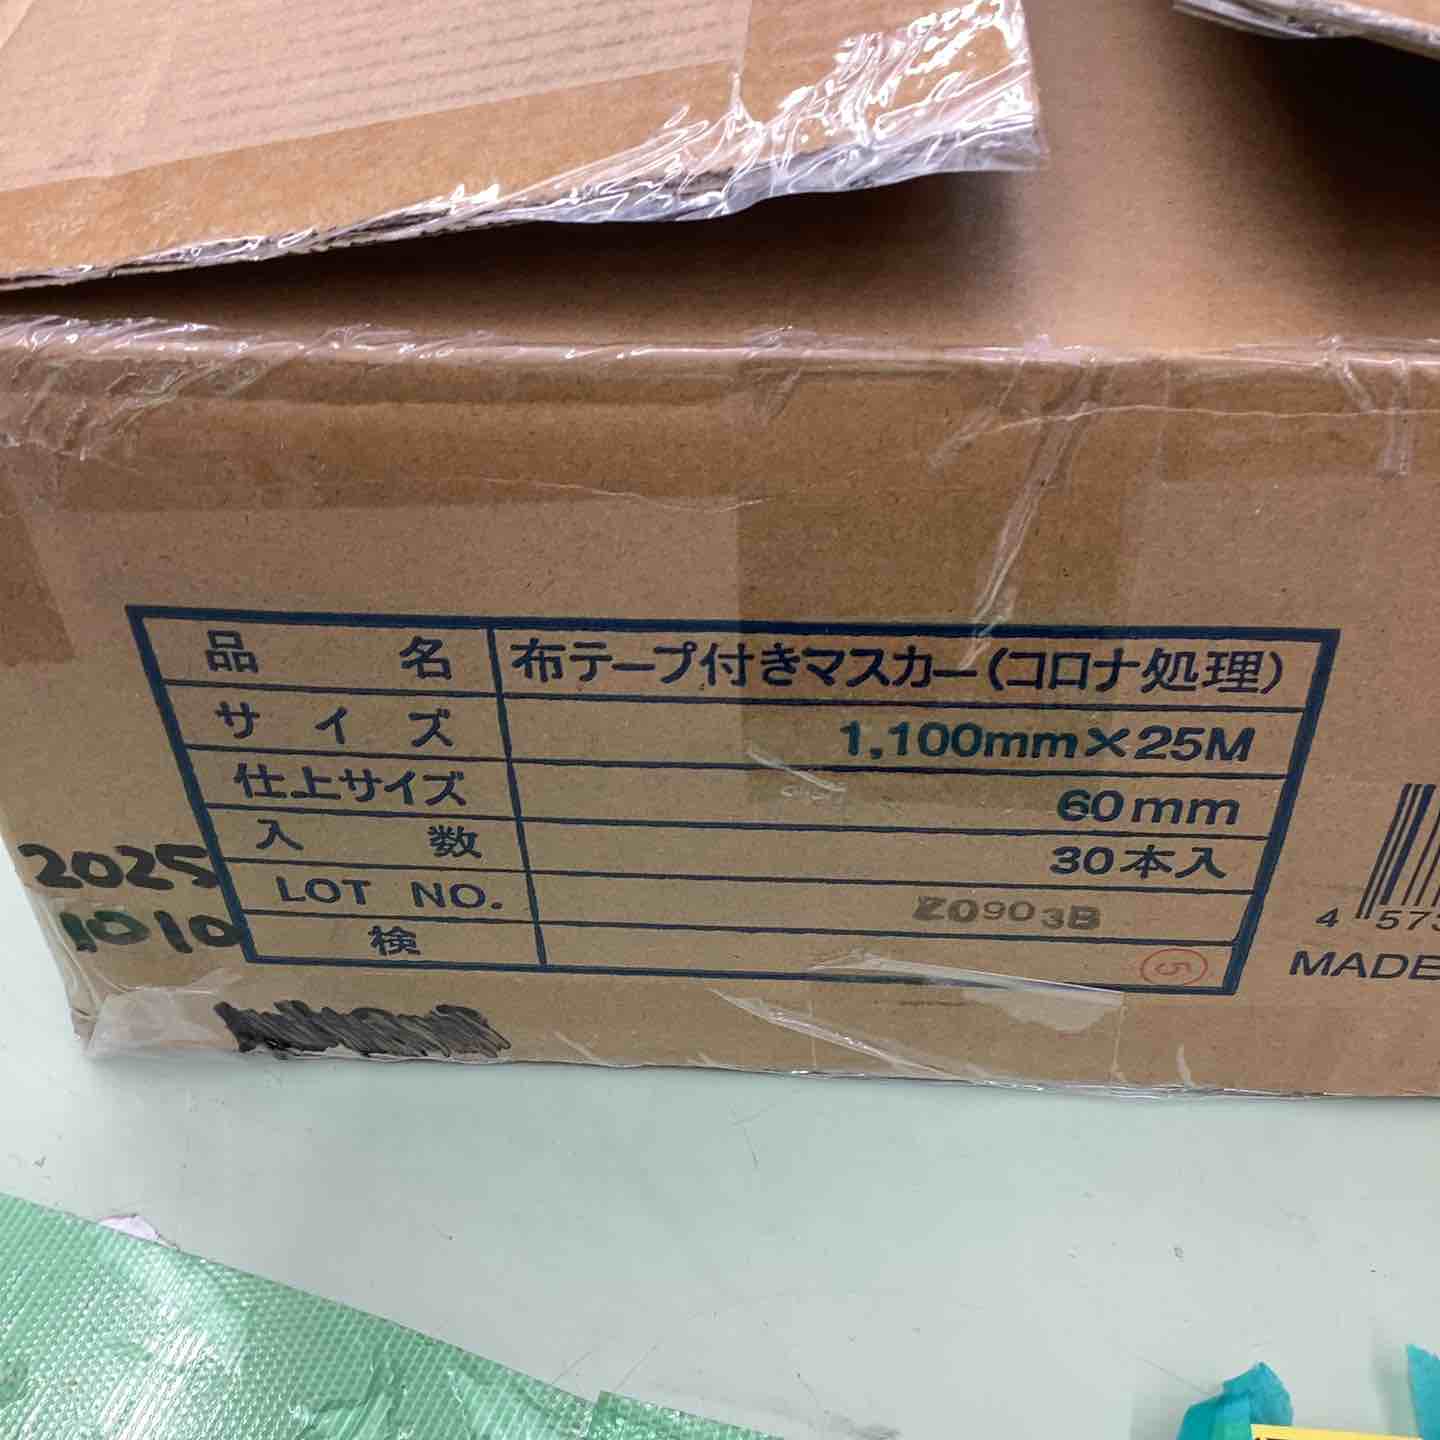 品名 布テープ付きマスカー(コロナ処理)
サイズ 1,100mm×25M
仕上サイズ 60mm
入数 30本入
LOT NO. Z0903B
検 5
2025
1010
4 573
MADE